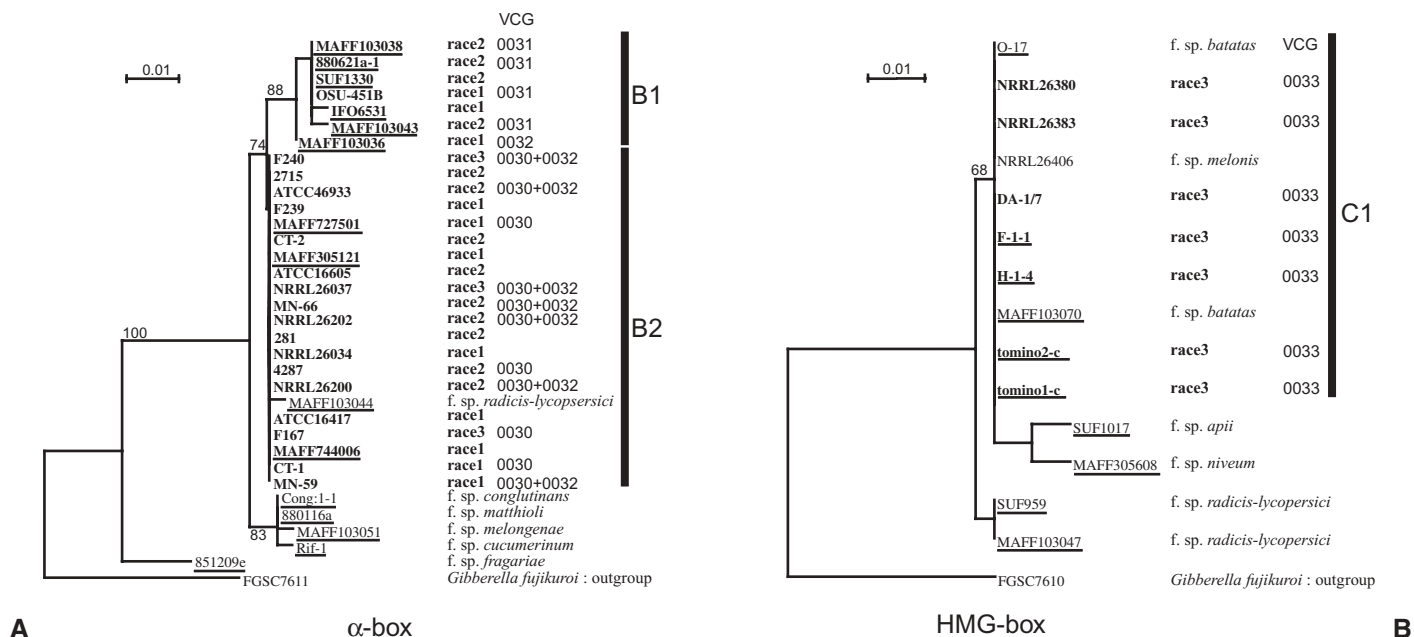 VCG
0.01
MAFF103038 race2 0031
880621a-1 race2 0031
SUF1330 race2
OSU-451B race1 0031
IFO6531 race1
MAFF103043 race2 0031
MAFF103036 race1 0032
F240 race3 0030+0032
2715 race2
ATCC46933 race2 0030+0032
F239 race1
MAFF727501 race1 0030
CT-2 race2
MAFF305121 race1
ATCC16605 race2
NRRL26037 race3 0030+0032
MN-66 race2 0030+0032
NRRL26202 race2 0030+0032
281 race2
NRRL26034 race1
4287 race2 0030
NRRL26200 race2 0030+0032
MAFF103044 f. sp. radicis-lycopsersici
ATCC16417 race1
F167 race3 0030
MAFF744006 race1
CT-1 race1 0030
MN-59 race1 0030+0032
Cong:1-1 f. sp. conglutinans
880116a f. sp. matthioli
MAFF103051 f. sp. melongenae
Rif-1 f. sp. cucumerinum
851209e f. sp. fragariae
FGSC7611 Gibberella fujikuroi : outgroup
88
74
100
83
B1
B2
A
α-box
0.01
O-17 f. sp. batatas VCG
NRRL26380 race3 0033
NRRL26383 race3 0033
NRRL26406 f. sp. melonis
DA-1/7 race3 0033
F-1-1 race3 0033
H-1-4 race3 0033
MAFF103070 f. sp. batatas
tomino2-c race3 0033
tomino1-c race3 0033
SUF1017 f. sp. apii
MAFF305608 f. sp. niveum
SUF959 f. sp. radicis-lycopersici
MAFF103047 f. sp. radicis-lycopersici
FGSC7610 Gibberella fujikuroi : outgroup
68
C1
HMG-box
B